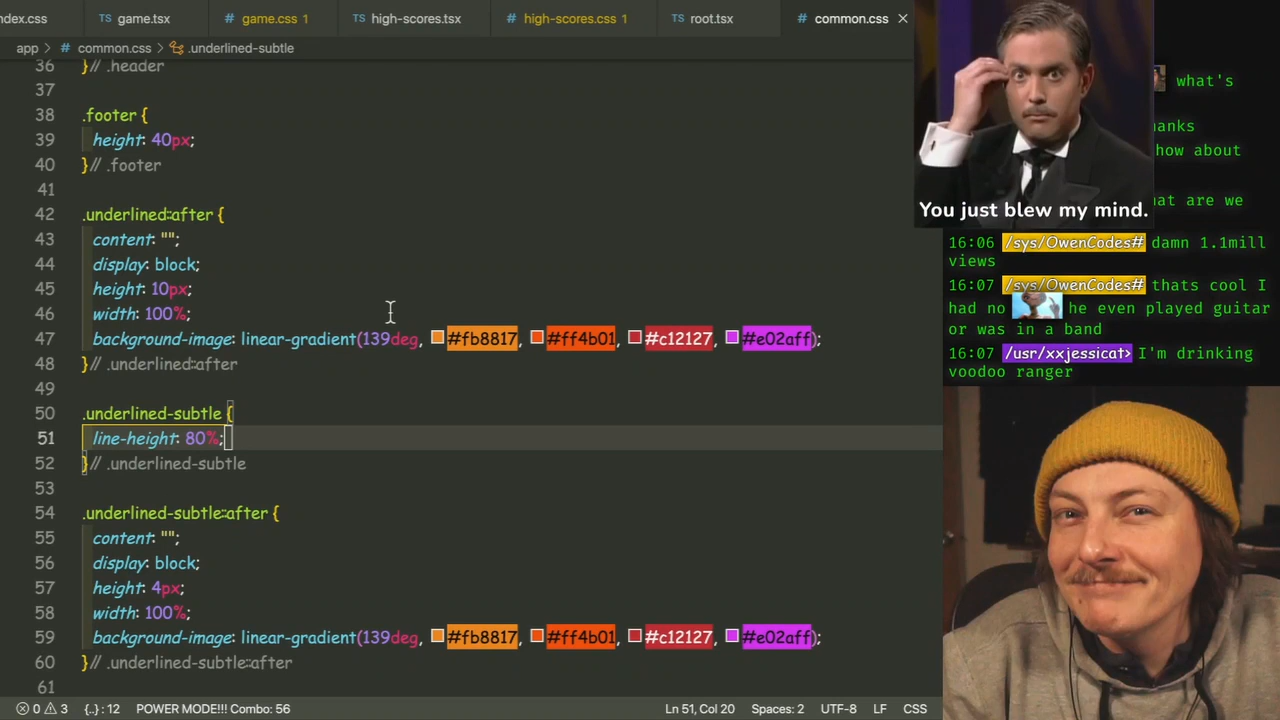 ndex.css TS game.tsx # game.css 1 TS high-scores.tsx # high-scores.css 1 TS root.tsx # common.css ×
app > # common.css > .underlined-subtle
36 }// .header
37
38 .footer {
39 height: 40px;
40 }// .footer
41
42 .underlined::after {
43 content: "";
44 display: block;
45 height: 10px;
46 width: 100%;
47 background-image: linear-gradient(139deg, #fb8817, #ff4b01, #c12127, #e02aff);
48 }// .underlined::after
49
50 .underlined-subtle {
51 line-height: 80%;
52 }// .underlined-subtle
53
54 .underlined-subtle::after {
55 content: "";
56 display: block;
57 height: 4px;
58 width: 100%;
59 background-image: linear-gradient(139deg, #fb8817, #ff4b01, #c12127, #e02aff);
60 }// .underlined-subtle::after
61
0 3 {..} : 12 POWER MODE!!! Combo: 56 Ln 51, Col 20 Spaces: 2 UTF-8 LF CSS
You just blew my mind.
what's
hanks
how about
are we
16:06 /sys/OwenCodes# damn 1.1mill
views
16:07 /sys/OwenCodes# thats cool I
had no he even played guitar
or was in a band
16:07 /usr/xxjessicat> I'm drinking
voodoo ranger